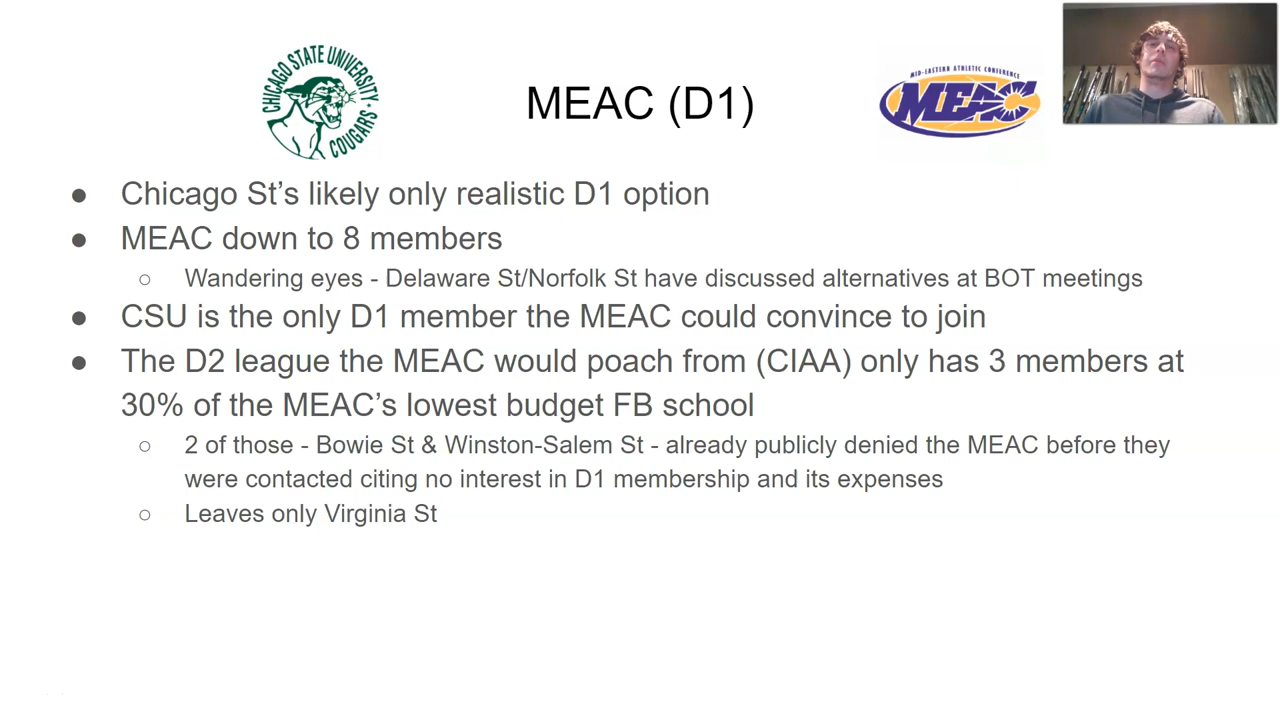 CHICAGO STATE UNIVERSITY
COUGARS
MEAC (D1)
MID-EASTERN ATHLETIC CONFERENCE
MEAC
● Chicago St's likely only realistic D1 option
● MEAC down to 8 members
○ Wandering eyes - Delaware St/Norfolk St have discussed alternatives at BOT meetings
● CSU is the only D1 member the MEAC could convince to join
● The D2 league the MEAC would poach from (CIAA) only has 3 members at
30% of the MEAC's lowest budget FB school
○ 2 of those - Bowie St & Winston-Salem St - already publicly denied the MEAC before they
were contacted citing no interest in D1 membership and its expenses
○ Leaves only Virginia St